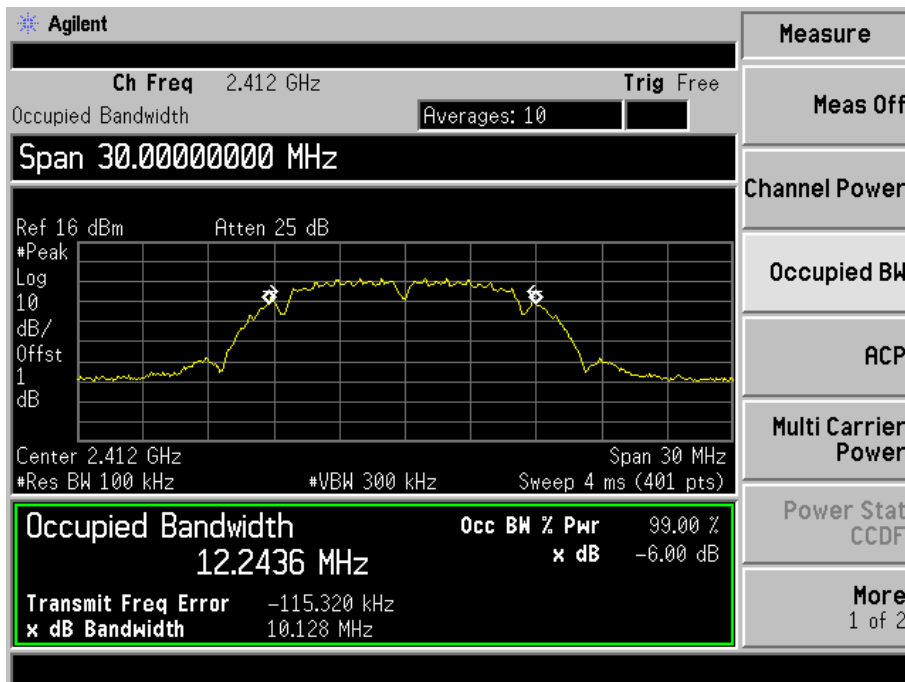 Agilent
Ch Freq 2.412 GHz Trig Free
Occupied Bandwidth Averages: 10
Span 30.00000000 MHz
Ref 16 dBm Atten 25 dB
#Peak
Log
10
dB/
Offst
1
dB
Center 2.412 GHz Span 30 MHz
#Res BW 100 kHz #VBW 300 kHz Sweep 4 ms (401 pts)
Occupied Bandwidth Occ BW % Pwr 99.00 %
12.2436 MHz x dB -6.00 dB
Transmit Freq Error -115.320 kHz
x dB Bandwidth 10.128 MHz
Measure
Meas Off
Channel Power
Occupied BW
ACP
Multi Carrier
Power
Power Stat
CCDF
More
1 of 2